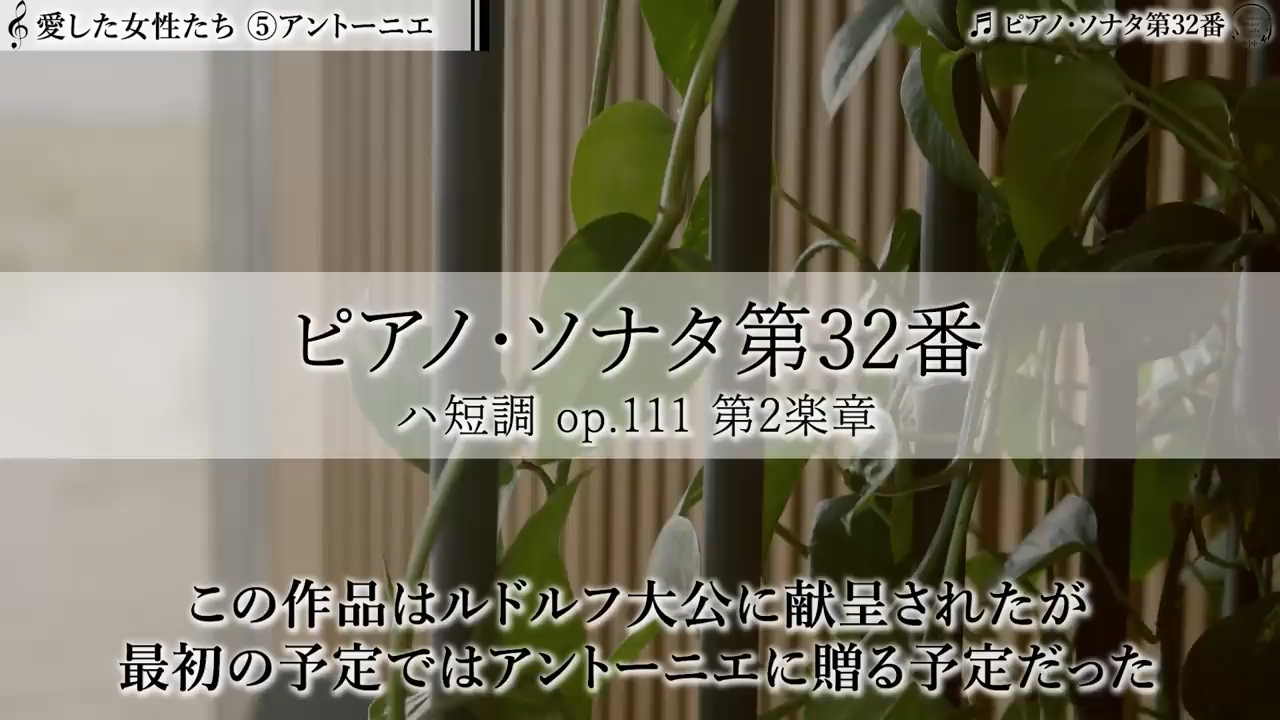 愛した女性たち ⑤アントーニエ
ピアノ・ソナタ第32番
ピアノ・ソナタ第32番
ハ短調 op.111 第2楽章
この作品はルドルフ大公に献呈されたが
最初の予定ではアントーニエに贈る予定だった